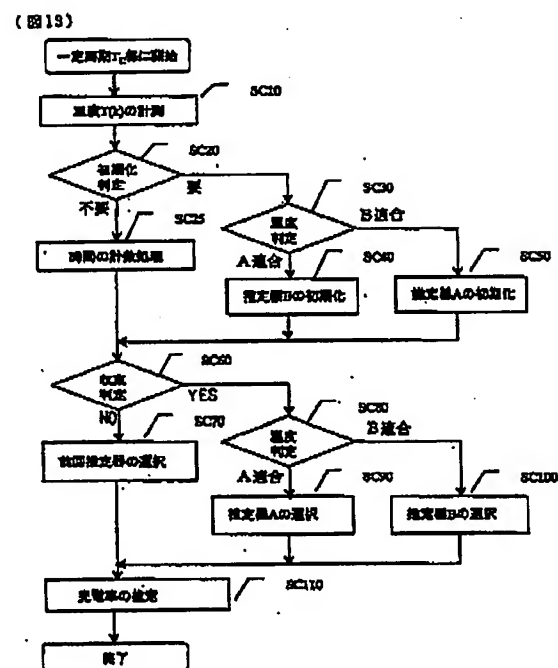 (図19)
一定周期Tc毎に開始
SC10
温度T(k)の計測
SC20
初期化
判定
要
不要
SC25
SC30
温度
判定
B適合
A適合
時間の計数処理
SC40
SC50
推定器Bの初期化
推定器Aの初期化
SC60
収束
判定
YES
NO
SC70
SC80
温度
判定
B適合
A適合
前回推定器の選択
SC90
SC100
推定器Aの選択
推定器Bの選択
充電率の推定
SC110
終了